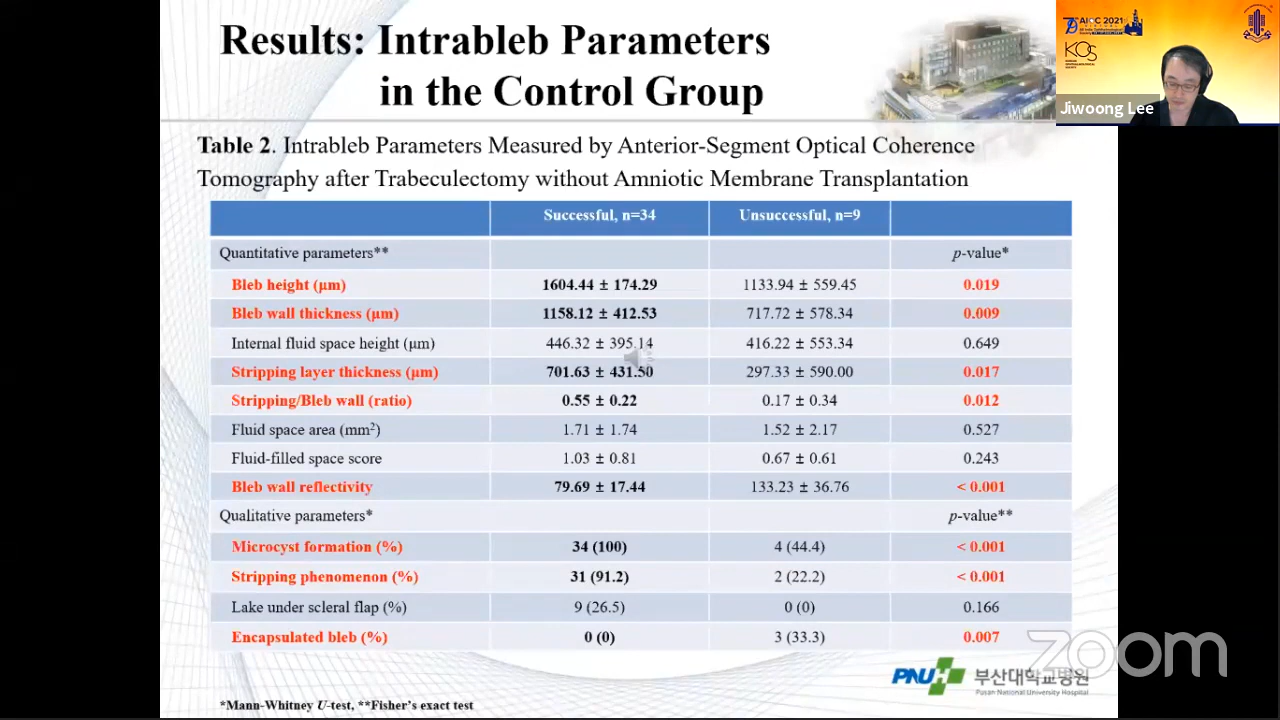 Results: Intrableb Parameters
in the Control Group
AIOC 2021
KOS
Jiwoong Lee
Table 2. Intrableb Parameters Measured by Anterior-Segment Optical Coherence
Tomography after Trabeculectomy without Amniotic Membrane Transplantation
Successful, n=34 Unsuccessful, n=9
Quantitative parameters** p-value*
Bleb height (μm) 1604.44 ± 174.29 1133.94 ± 559.45 0.019
Bleb wall thickness (μm) 1158.12 ± 412.53 717.72 ± 578.34 0.009
Internal fluid space height (μm) 446.32 ± 395.14 416.22 ± 553.34 0.649
Stripping layer thickness (μm) 701.63 ± 431.50 297.33 ± 590.00 0.017
Stripping/Bleb wall (ratio) 0.55 ± 0.22 0.17 ± 0.34 0.012
Fluid space area (mm²) 1.71 ± 1.74 1.52 ± 2.17 0.527
Fluid-filled space score 1.03 ± 0.81 0.67 ± 0.61 0.243
Bleb wall reflectivity 79.69 ± 17.44 133.23 ± 36.76 < 0.001
Qualitative parameters* p-value**
Microcyst formation (%) 34 (100) 4 (44.4) < 0.001
Stripping phenomenon (%) 31 (91.2) 2 (22.2) < 0.001
Lake under scleral flap (%) 9 (26.5) 0 (0) 0.166
Encapsulated bleb (%) 0 (0) 3 (33.3) 0.007
zoom
PNUH 부산대학교병원
Pusan National University Hospital
*Mann-Whitney U-test, **Fisher's exact test